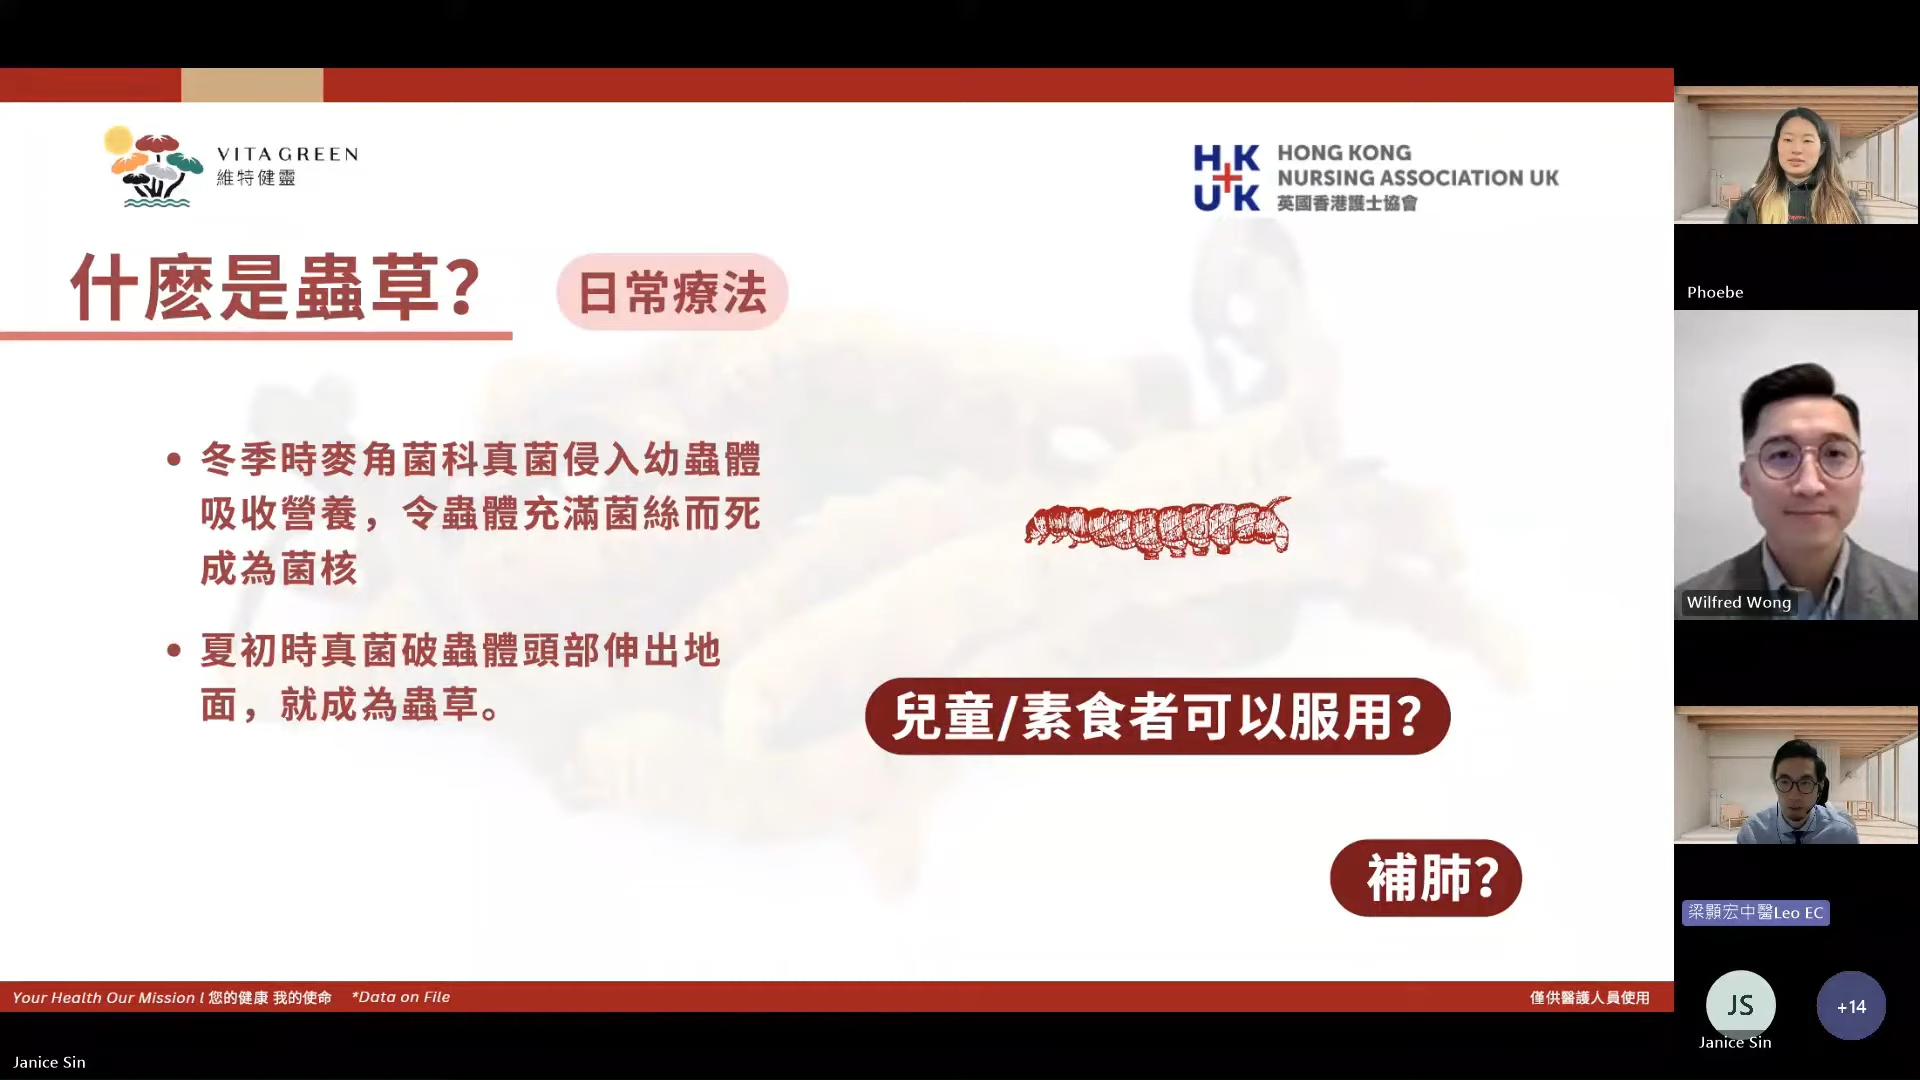 VITA GREEN
維特健靈
HK
UK
HONG KONG
NURSING ASSOCIATION UK
英國香港護士協會
什麽是蟲草?
日常療法
• 冬季時麥角菌科真菌侵入幼蟲體
吸收營養，令蟲體充滿菌絲而死
成為菌核
• 夏初時真菌破蟲體頭部伸出地
面，就成為蟲草。
兒童/素食者可以服用?
補肺?
Your Health Our Mission l 您的健康 我的使命 *Data on File
僅供醫護人員使用
Janice Sin
Phoebe
Wilfred Wong
梁顥宏中醫Leo EC
JS
Janice Sin
+14